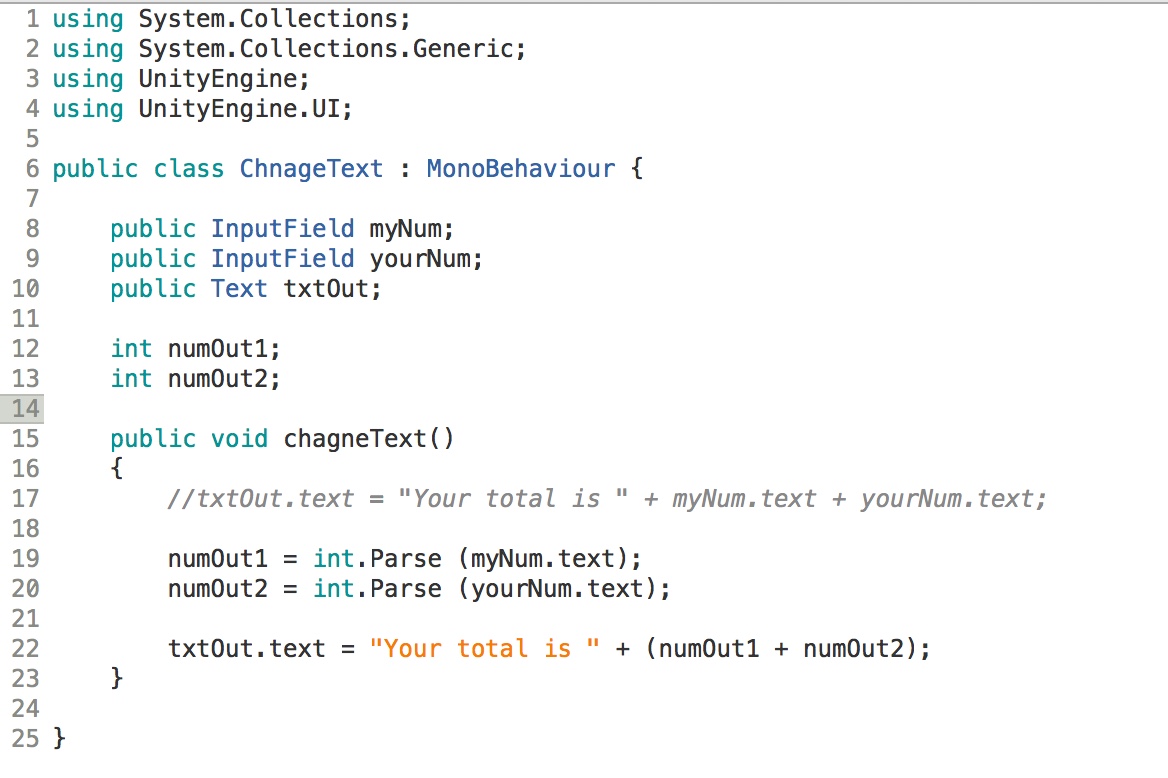 1 using System.Collections;
2 using System.Collections.Generic;
3 using UnityEngine;
4 using UnityEngine.UI;
5
6 public class ChnageText : MonoBehaviour {
7
8 public InputField myNum;
9 public InputField yourNum;
10 public Text txtOut;
11
12 int numOut1;
13 int numOut2;
14
15 public void chagneText()
16 {
17 //txtOut.text = "Your total is " + myNum.text + yourNum.text;
18
19 numOut1 = int.Parse (myNum.text);
20 numOut2 = int.Parse (yourNum.text);
21
22 txtOut.text = "Your total is " + (numOut1 + numOut2);
23 }
24
25 }